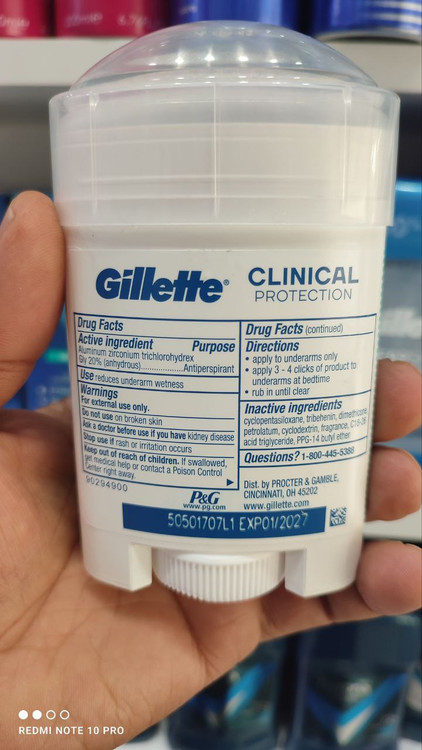 Gillette®
CLINICAL
PROTECTION
Drug Facts
Active ingredient Purpose
Aluminum zirconium trichlorohydrex
Gly 20% (anhydrous)......................Antiperspirant
Use reduces underarm wetness
Warnings
For external use only.
Do not use on broken skin
Ask a doctor before use if you have kidney disease
Stop use if rash or irritation occurs
Keep out of reach of children. If swallowed,
get medical help or contact a Poison Control
Center right away.
90294900
Drug Facts (continued)
Directions
• apply to underarms only
• apply 3 - 4 clicks of product to
underarms at bedtime
• rub in until clear
Inactive ingredients
cyclopentasiloxane, tribehenin, dimethicone,
petrolatum, cyclodextrin, fragrance, C18-36
acid triglyceride, PPG-14 butyl ether
Questions? 1-800-445-5388
Dist. by PROCTER & GAMBLE,
CINCINNATI, OH 45202
www.gillette.com
P&G
www.pg.com
50501707L1 EXP01/2027
REDMI NOTE 10 PRO